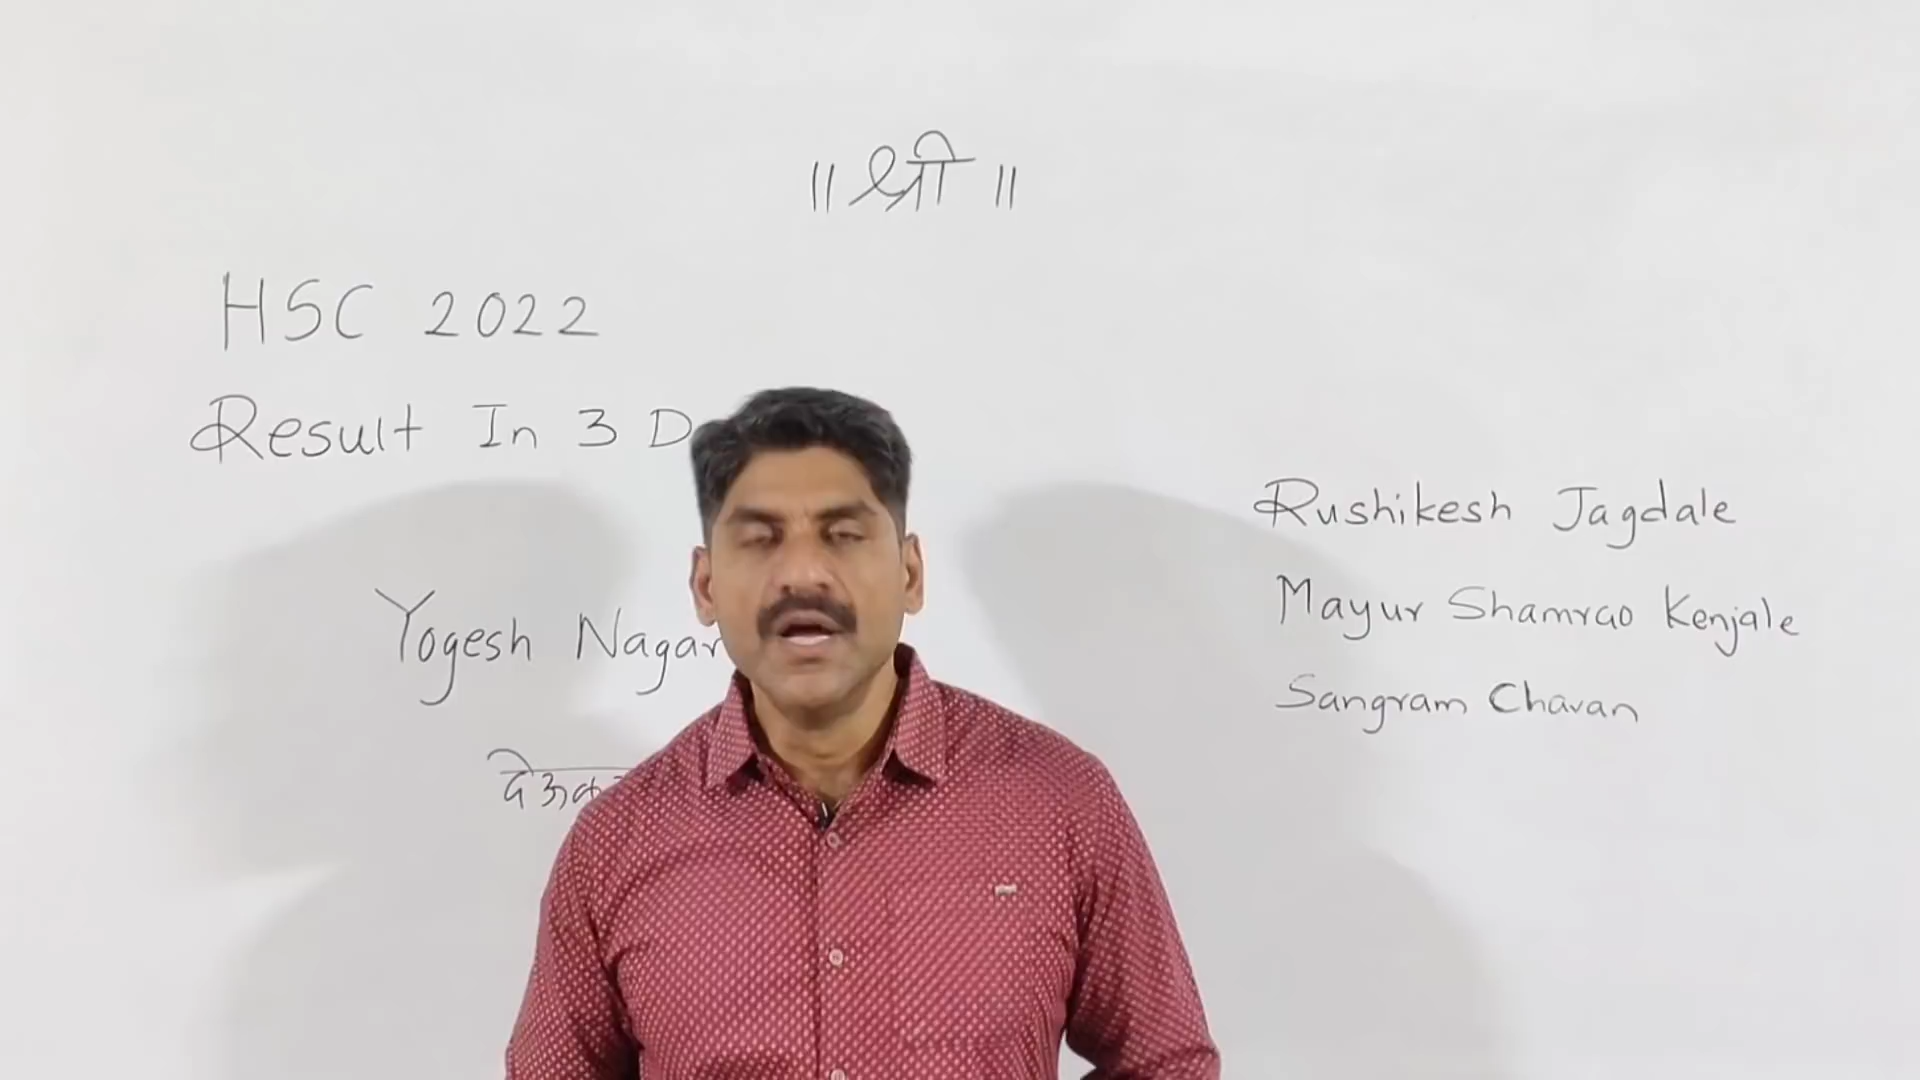 ॥ श्री ॥
HSC 2022
Result In 3 D
Yogesh Nagar
Rushikesh Jagdale
Mayur Shamrao Kenjale
Sangram Chavan